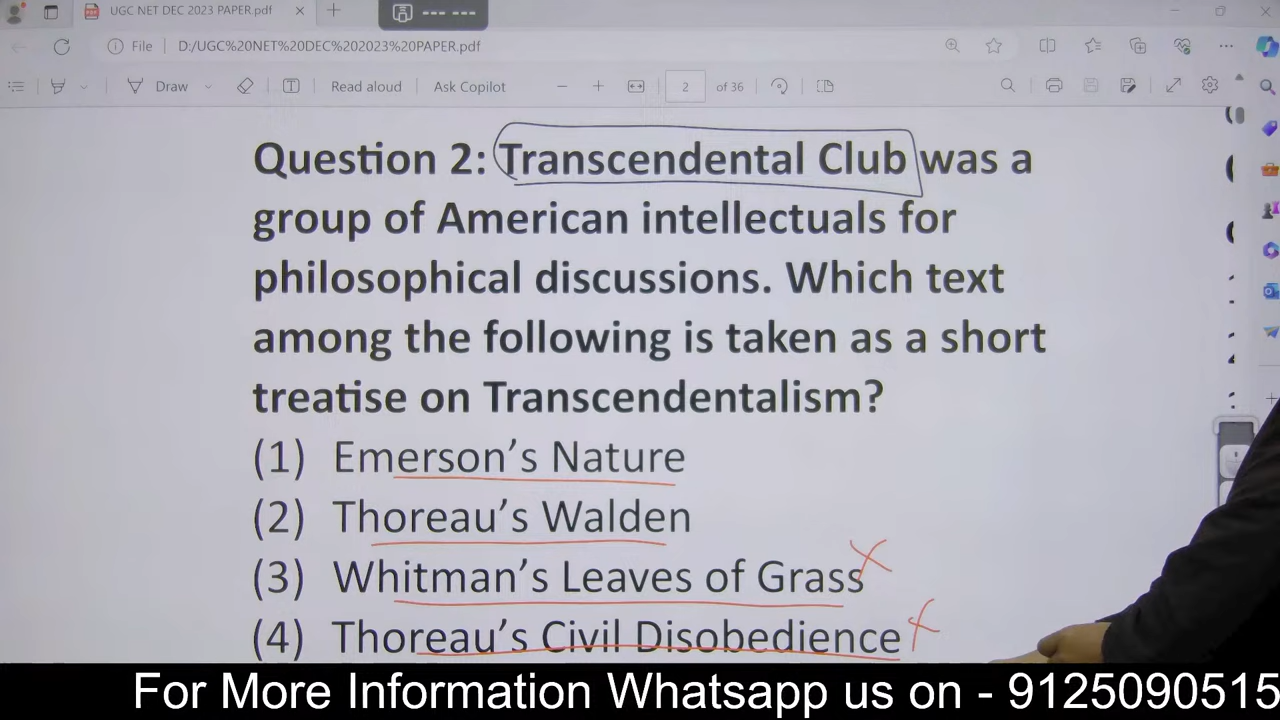 UGC NET DEC 2023 PAPER.pdf
File D:/UGC%20NET%20DEC%202023%20PAPER.pdf
Draw Read aloud Ask Copilot 2 of 36
Question 2: Transcendental Club was a
group of American intellectuals for
philosophical discussions. Which text
among the following is taken as a short
treatise on Transcendentalism?
(1) Emerson’s Nature
(2) Thoreau’s Walden
(3) Whitman’s Leaves of Grass
(4) Thoreau’s Civil Disobedience
For More Information Whatsapp us on - 9125090515